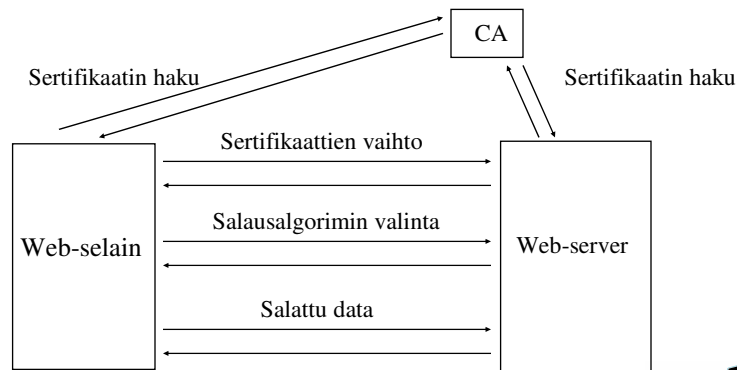 CA
Sertifikaatin haku
Sertifikaatin haku
Sertifikaattien vaihto
Salausalgorimin valinta
Web-selain
Web-server
Salattu data